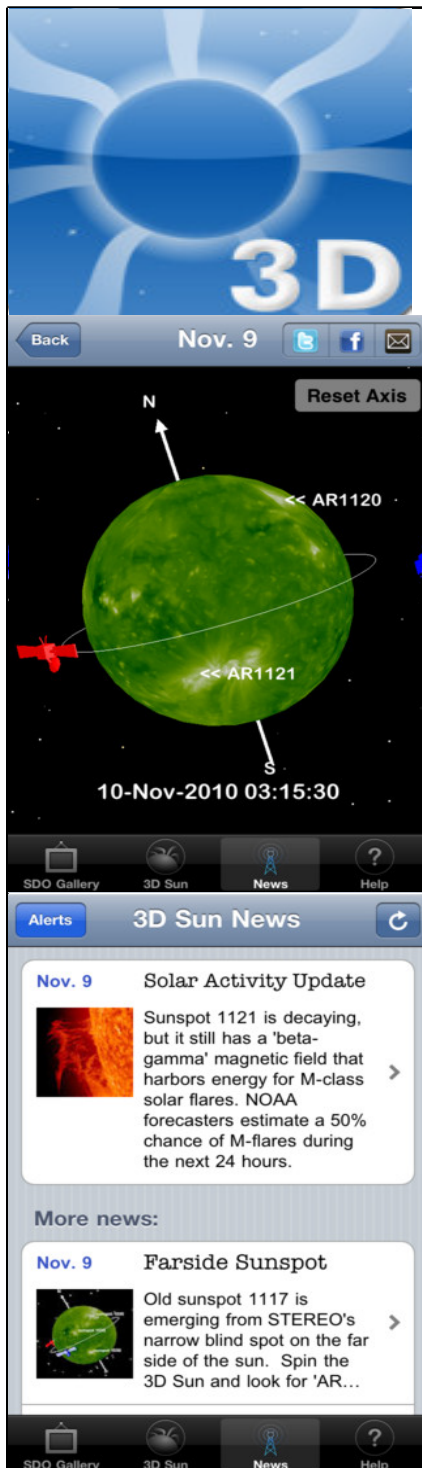 3D
Back
Nov. 9
Reset Axis
N
<< AR1120
<< AR1121
S
10-Nov-2010 03:15:30
SDO Gallery
3D Sun
News
?
Help
Alerts
3D Sun News
Nov. 9
Solar Activity Update
Sunspot 1121 is decaying,
but it still has a 'beta-
gamma' magnetic field that
harbors energy for M-class
solar flares. NOAA
forecasters estimate a 50%
chance of M-flares during
the next 24 hours.
More news:
Nov. 9
Farside Sunspot
Old sunspot 1117 is
emerging from STEREO's
narrow blind spot on the far
side of the sun.  Spin the
3D Sun and look for 'AR...
SDO Gallery
3D Sun
News
?
Help